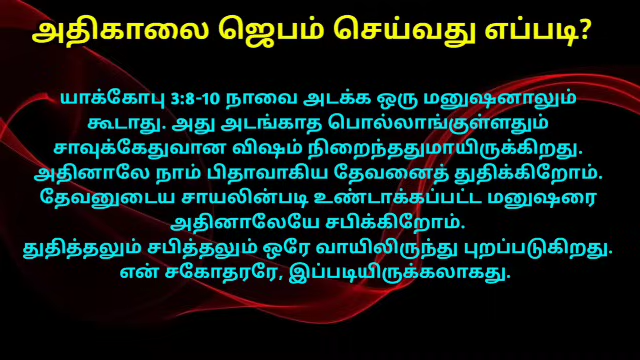 அதிகாலை ஜெபம் செய்வது எப்படி?
யாக்கோபு 3:8-10 நாவை அடக்க ஒரு மனுஷனாலும்
கூடாது. அது அடங்காத பொல்லாங்குள்ளதும்
சாவுக்கேதுவான விஷம் நிறைந்ததுமாயிருக்கிறது.
அதினாலே நாம் பிதாவாகிய தேவனைத் துதிக்கிறோம்.
தேவனுடைய சாயலின்படி உண்டாக்கப்பட்ட மனுஷரை
அதினாலேயே சபிக்கிறோம்.
துதித்தலும் சபித்தலும் ஒரே வாயிலிருந்து புறப்படுகிறது.
என் சகோதரரே, இப்படியிருக்கலாகது.